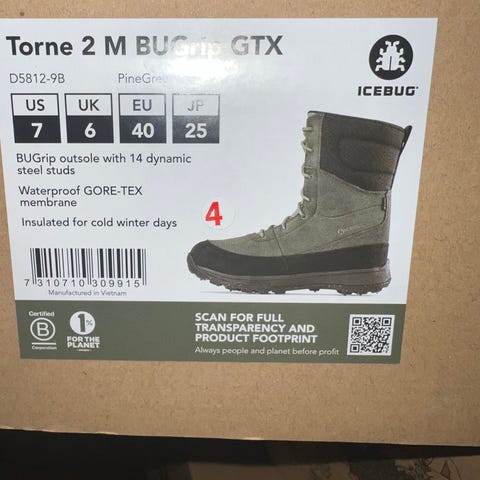 Torne 2 M BUGrip GTX
D5812-9B PineGrey
ICEBUG
US UK EU JP
7 6 40 25
BUGrip outsole with 14 dynamic
steel studs
Waterproof GORE-TEX
membrane
4
Insulated for cold winter days
7 310710 309915
Manufactured in Vietnam
Certified
B
Corporation
1%
FOR THE
PLANET
SCAN FOR FULL
TRANSPARENCY AND
PRODUCT FOOTPRINT
Always people and planet before profit